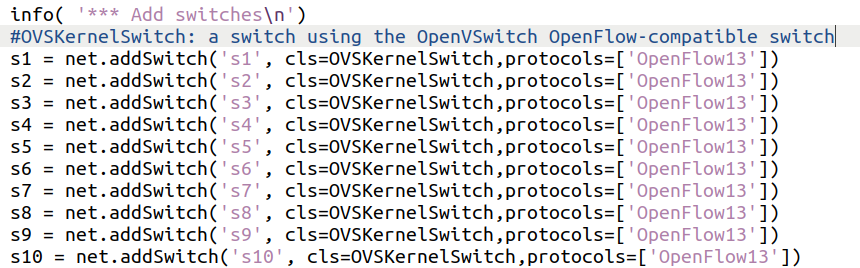 info( '*** Add switches\n')
#OVSKernelSwitch: a switch using the OpenVSwitch OpenFlow-compatible switch
s1 = net.addSwitch('s1', cls=OVSKernelSwitch,protocols=['OpenFlow13'])
s2 = net.addSwitch('s2', cls=OVSKernelSwitch,protocols=['OpenFlow13'])
s3 = net.addSwitch('s3', cls=OVSKernelSwitch,protocols=['OpenFlow13'])
s4 = net.addSwitch('s4', cls=OVSKernelSwitch,protocols=['OpenFlow13'])
s5 = net.addSwitch('s5', cls=OVSKernelSwitch,protocols=['OpenFlow13'])
s6 = net.addSwitch('s6', cls=OVSKernelSwitch,protocols=['OpenFlow13'])
s7 = net.addSwitch('s7', cls=OVSKernelSwitch,protocols=['OpenFlow13'])
s8 = net.addSwitch('s8', cls=OVSKernelSwitch,protocols=['OpenFlow13'])
s9 = net.addSwitch('s9', cls=OVSKernelSwitch,protocols=['OpenFlow13'])
s10 = net.addSwitch('s10', cls=OVSKernelSwitch,protocols=['OpenFlow13'])